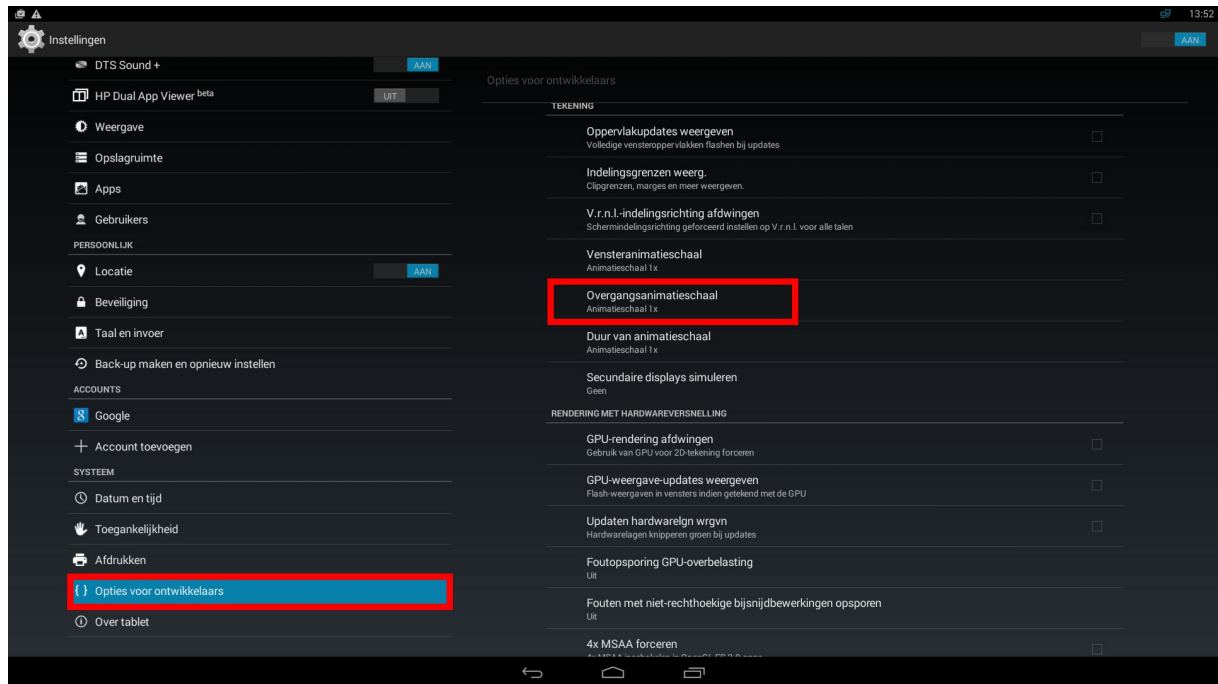 13:52
Instellingen
AAN
DTS Sound +
AAN
HP Dual App Viewer beta
UIT
Weergave
Opslagruimte
Apps
Gebruikers
PERSOONLIJK
Locatie
AAN
Beveiliging
Taal en invoer
Back-up maken en opnieuw instellen
ACCOUNTS
Google
Account toevoegen
SYSTEEM
Datum en tijd
Toegankelijkheid
Afdrukken
Opties voor ontwikkelaars
Over tablet
Opties voor ontwikkelaars
TEKENING
Oppervlakupdates weergeven
Volledige vensteroppervlakken flashen bij updates
Indelingsgrenzen weerg.
Clipgrenzen, marges en meer weergeven.
V.r.n.l.-indelingsrichting afdwingen
Schermindelingsrichting geforceerd instellen op V.r.n.l. voor alle talen
Vensteranimatieschaal
Animatieschaal 1x
Overgangsanimatieschaal
Animatieschaal 1x
Duur van animatieschaal
Animatieschaal 1x
Secundaire displays simuleren
Geen
RENDERING MET HARDWAREVERSNELLING
GPU-rendering afdwingen
Gebruik van GPU voor 2D-tekening forceren
GPU-weergave-updates weergeven
Flash-weergaven in vensters indien getekend met de GPU
Updaten hardwarelgn wrgvn
Hardwarelagen knipperen groen bij updates
Foutopsporing GPU-overbelasting
Uit
Fouten met niet-rechthoekige bijsnijdbewerkingen opsporen
Uit
4x MSAA forceren